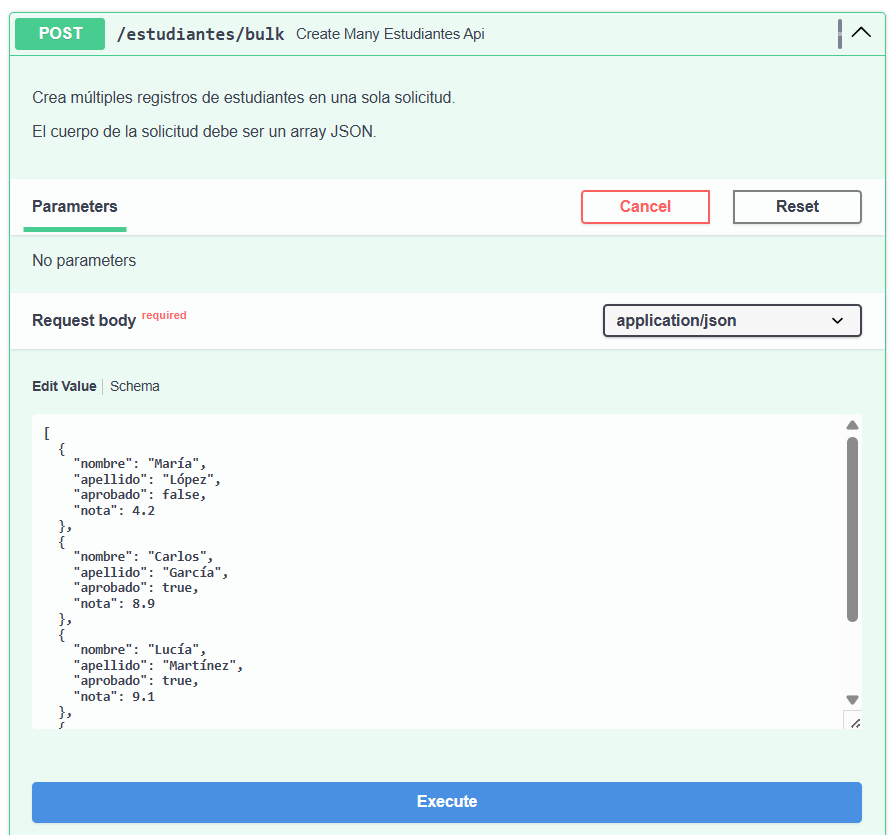 POST /estudiantes/bulk Create Many Estudiantes Api
Crea múltiples registros de estudiantes en una sola solicitud.
El cuerpo de la solicitud debe ser un array JSON.
Parameters Cancel Reset
No parameters
Request body required application/json
Edit Value Schema
[
  {
    "nombre": "María",
    "apellido": "López",
    "aprobado": false,
    "nota": 4.2
  },
  {
    "nombre": "Carlos",
    "apellido": "García",
    "aprobado": true,
    "nota": 8.9
  },
  {
    "nombre": "Lucía",
    "apellido": "Martínez",
    "aprobado": true,
    "nota": 9.1
  },
  {
Execute